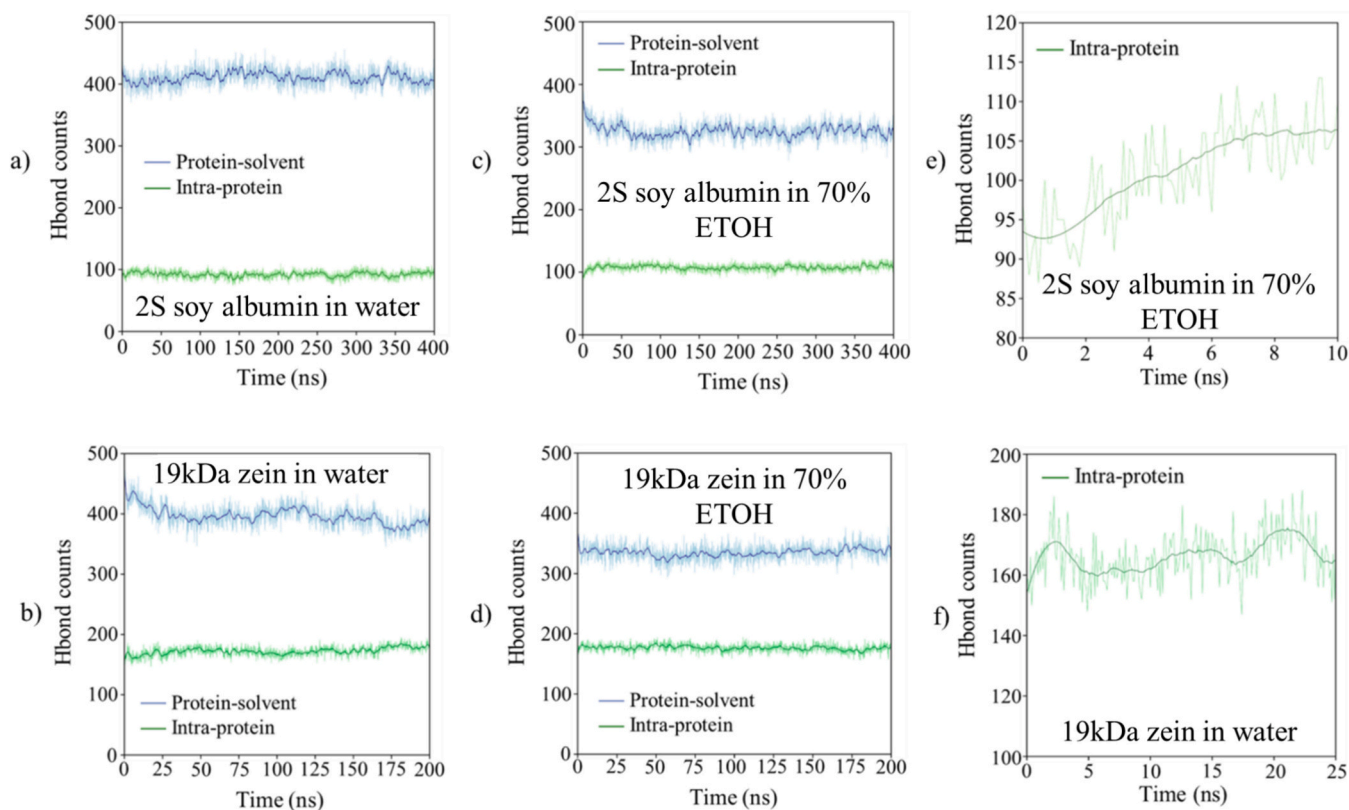 a)
Hbond counts
500
400
300
200
100
0
Protein-solvent
Intra-protein
2S soy albumin in water
0 50 100 150 200 250 300 350 400
Time (ns)
c)
Hbond counts
500
400
300
200
100
0
Protein-solvent
Intra-protein
2S soy albumin in 70%
ETOH
0 50 100 150 200 250 300 350 400
Time (ns)
e)
Hbond counts
120
115
110
105
100
95
90
85
80
Intra-protein
2S soy albumin in 70%
ETOH
0 2 4 6 8 10
Time (ns)
b)
Hbond counts
500
400
300
200
100
0
19kDa zein in water
Protein-solvent
Intra-protein
0 25 50 75 100 125 150 175 200
Time (ns)
d)
Hbond counts
500
400
300
200
100
0
19kDa zein in 70%
ETOH
Protein-solvent
Intra-protein
0 25 50 75 100 125 150 175 200
Time (ns)
f)
Hbond counts
200
180
160
140
120
100
Intra-protein
19kDa zein in water
0 5 10 15 20 25
Time (ns)